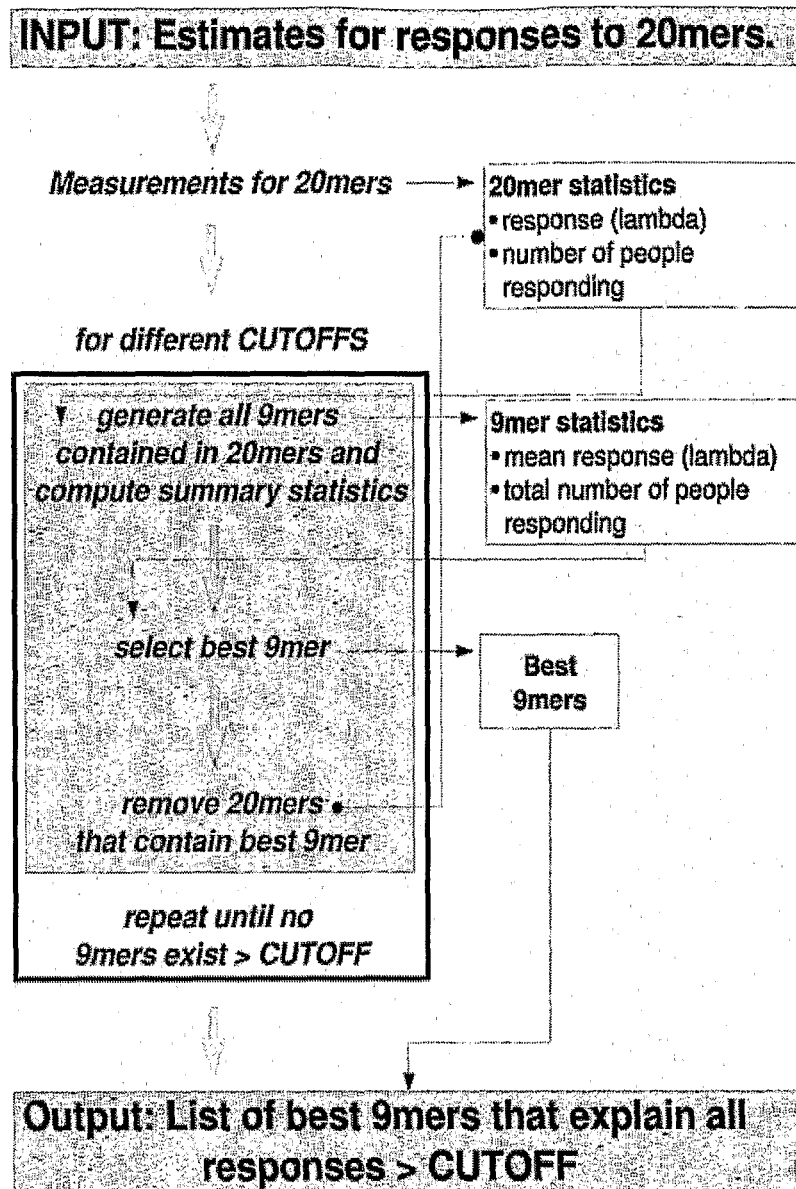 INPUT: Estimates for responses to 20mers.
Measurements for 20mers
20mer statistics
▪ response (lambda)
▪ number of people
responding
for different CUTOFFS
generate all 9mers
contained in 20mers and
compute summary statistics
9mer statistics
▪ mean response (lambda)
▪ total number of people
responding
select best 9mer
Best
9mers
remove 20mers
that contain best 9mer
repeat until no
9mers exist > CUTOFF
Output: List of best 9mers that explain all
responses > CUTOFF